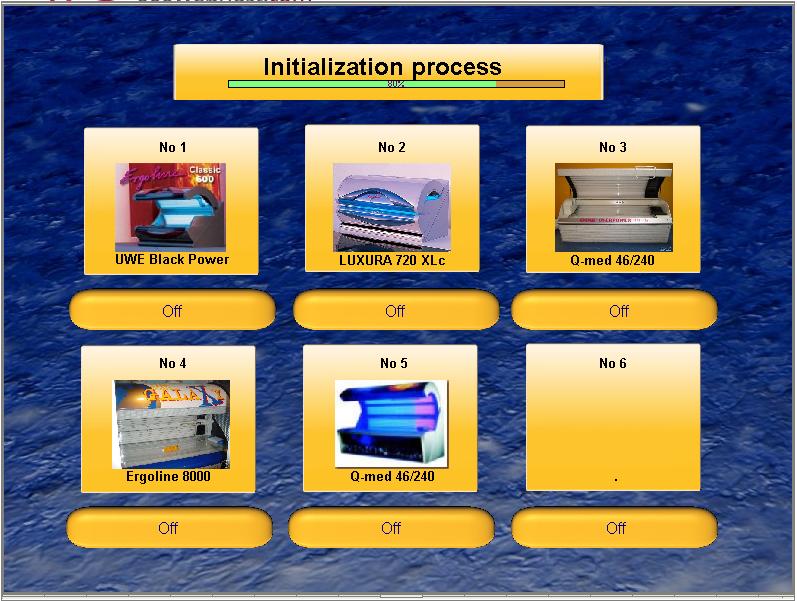 Initialization process
80%
No 1
No 2
No 3
Ergoline Classic
600
UWE Black Power
LUXURA 720 XLc
Q-med 46/240
Off
Off
Off
No 4
No 5
No 6
GALAXY
Ergoline 8000
Q-med 46/240
.
Off
Off
Off